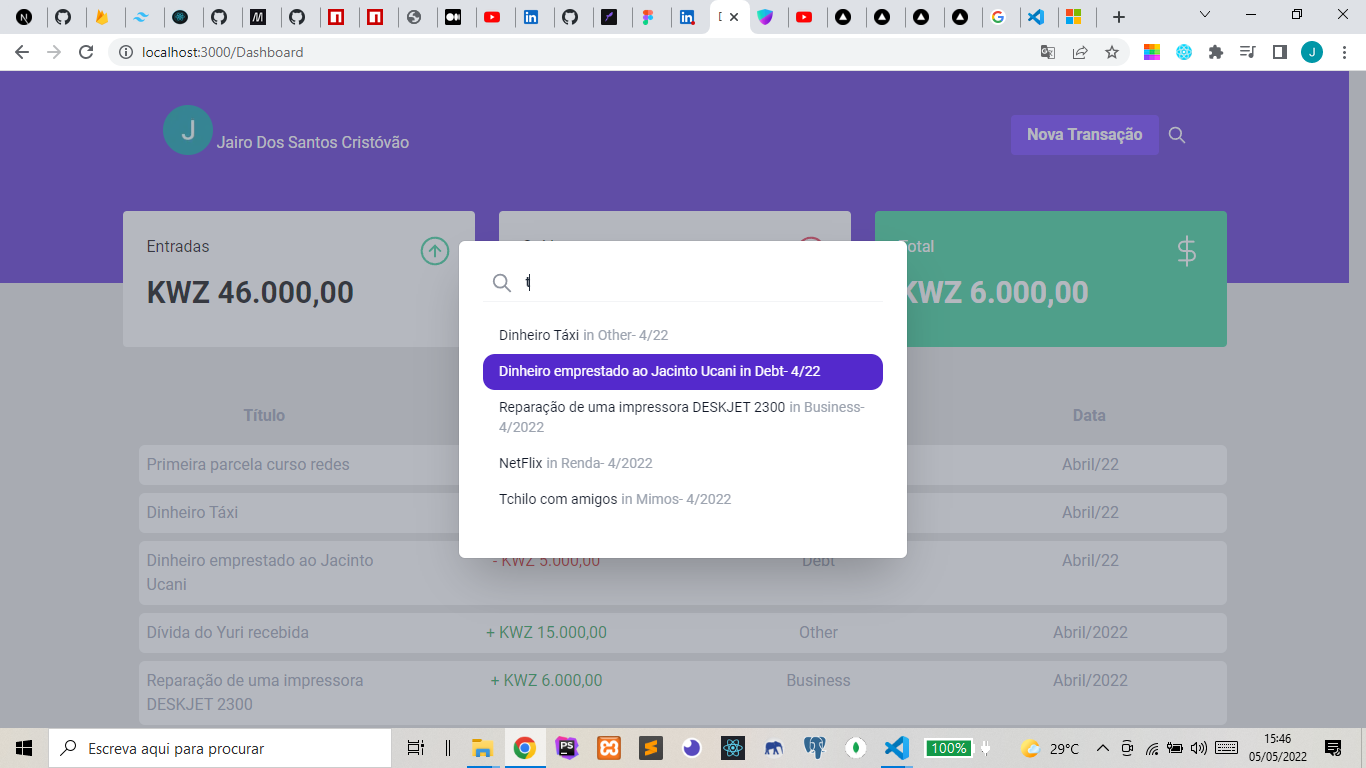 localhost:3000/Dashboard
J
J
Jairo Dos Santos Cristóvão
Nova Transação
Entradas
KWZ 46.000,00
Total
KWZ 6.000,00
t
Dinheiro Táxi in Other- 4/22
Dinheiro emprestado ao Jacinto Ucani in Debt- 4/22
Reparação de uma impressora DESKJET 2300 in Business-
4/2022
NetFlix in Renda- 4/2022
Tchilo com amigos in Mimos- 4/2022
Título
Data
Primeira parcela curso redes
Abril/22
Dinheiro Táxi
Abril/22
Dinheiro emprestado ao Jacinto
Ucani
- KWZ 5.000,00
Debt
Abril/22
Dívida do Yuri recebida
+ KWZ 15.000,00
Other
Abril/2022
Reparação de uma impressora
DESKJET 2300
+ KWZ 6.000,00
Business
Abril/2022
Escreva aqui para procurar
PS
100%
29°C
15:46
05/05/2022